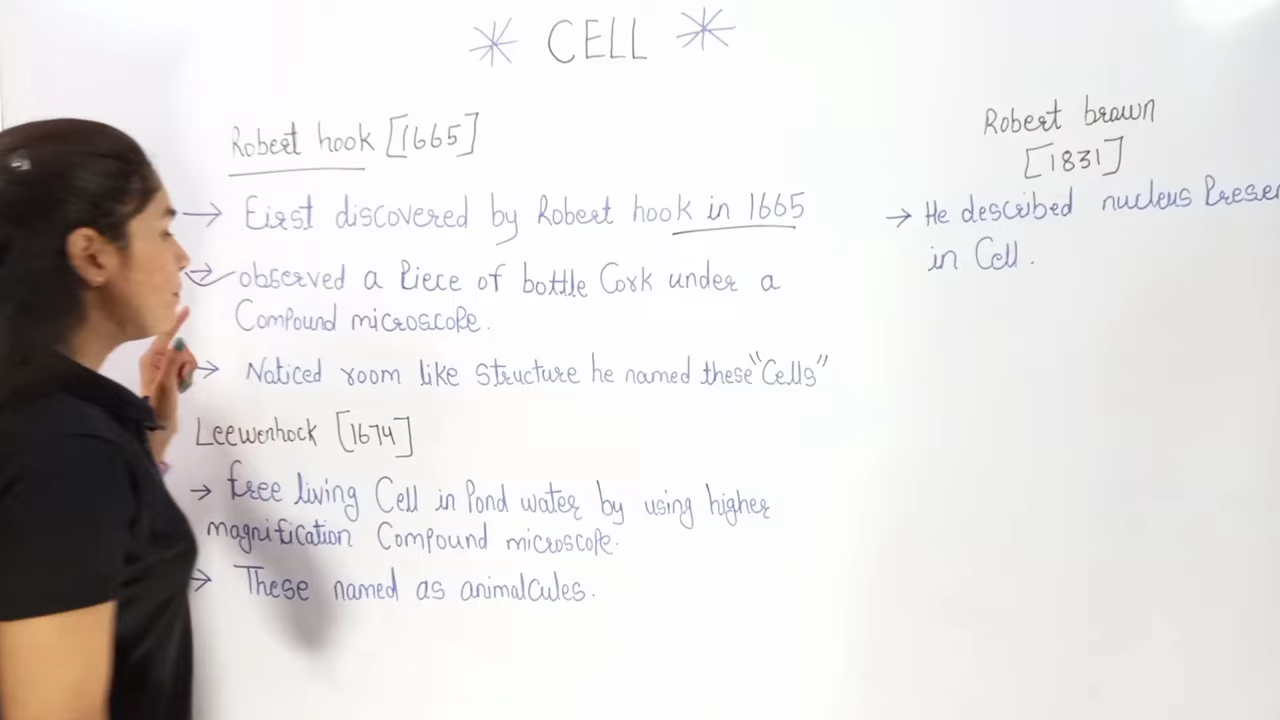 CELL
Robert hook [1665]
→ First discovered by Robert hook in 1665
→ observed a Piece of bottle Cork under a
Compound microscope.
→ Noticed room like structure he named these "Cells"
Leewenhock [1674]
→ free living Cell in Pond water by using higher
magnification Compound microscope.
→ These named as animalcules.
Robert brown
[1831]
→ He described nucleus
in Cell.